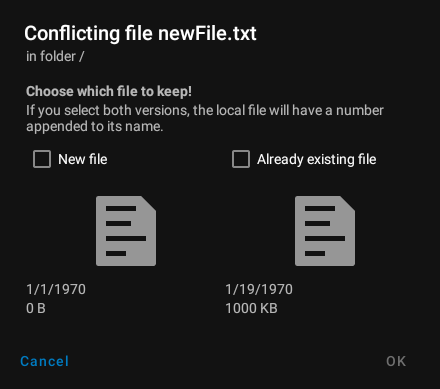 Conflicting file newFile.txt
in folder /
Choose which file to keep!
If you select both versions, the local file will have a number
appended to its name.
New file
Already existing file
1/1/1970
0 B
1/19/1970
1000 KB
Cancel
OK